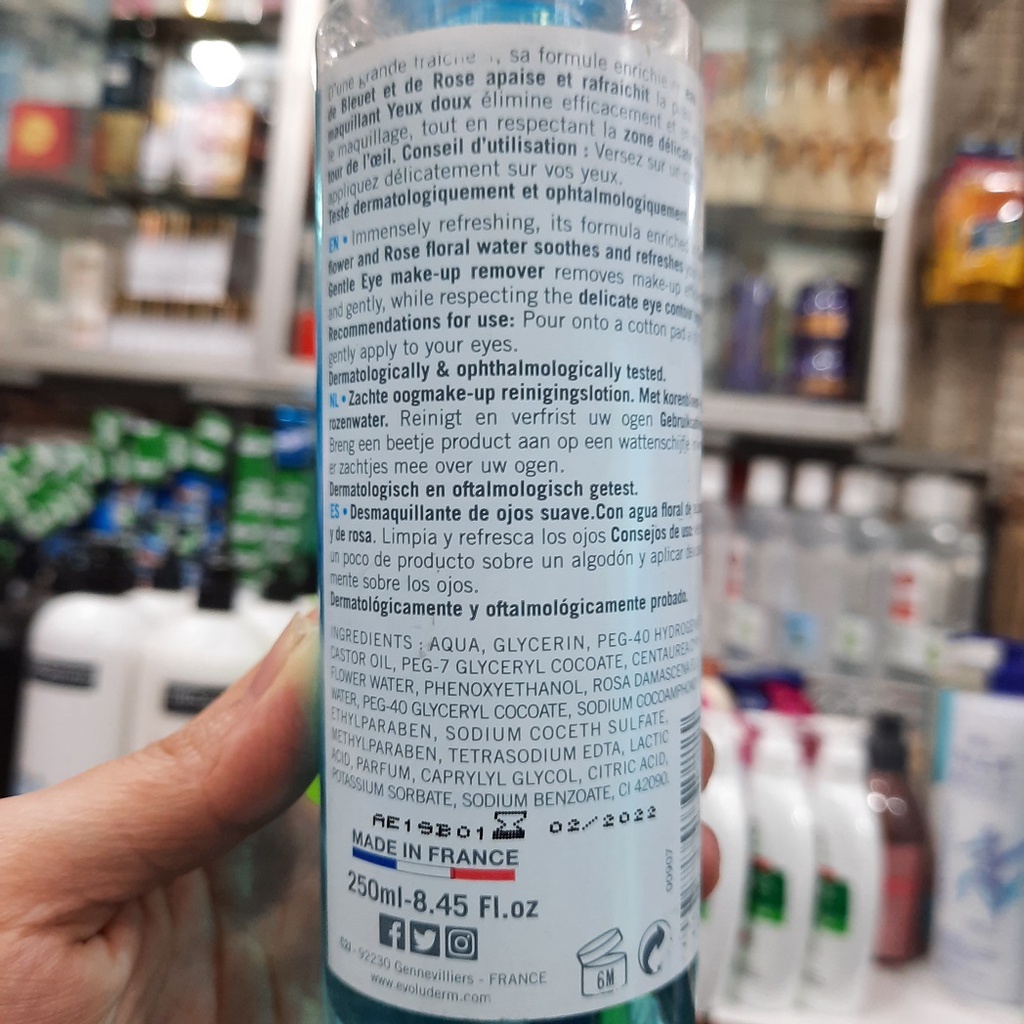 D'une grande fraîche sa formule enrichie
de Bleuet et de Rose apaise et rafraichit la
maquillant Yeux doux élimine efficacement et
le maquillage, tout en respectant la zone délicate
tour de l'œil. Conseil d'utilisation : Versez sur un
appliquez délicatement sur vos yeux.
Testé dermatologiquement et ophtalmologiquement
EN • Immensely refreshing, its formula enriched
flower and Rose floral water soothes and refreshes
Gentle Eye make-up remover removes make-up
and gently, while respecting the delicate eye contour
Recommendations for use: Pour onto a cotton pad
gently apply to your eyes.
Dermatologically & ophthalmologically tested.
NL • Zachte oogmake-up reinigingslotion. Met
rozenwater. Reinigt en verfrist uw ogen
Breng een beetje product aan op een wattenschijfje
er zachtjes mee over uw ogen.
Dermatologisch en oftalmologisch getest.
ES • Desmaquillante de ojos suave.Con agua floral de
y de rosa. Limpia y refresca los ojos Consejos de uso:
un poco de producto sobre un algodón y aplicar
mente sobre los ojos.
Dermatológicamente y oftalmológicamente probado.
INGREDIENTS : AQUA, GLYCERIN, PEG-40 HYDROGE
CASTOR OIL, PEG-7 GLYCERYL COCOATE, CENTAUREA
FLOWER WATER, PHENOXYETHANOL, ROSA DAMASCENA
WATER, PEG-40 GLYCERYL COCOATE, SODIUM COCOAMPHO
ETHYLPARABEN, SODIUM COCETH SULFATE,
METHYLPARABEN, TETRASODIUM EDTA, LACTIC
ACID, PARFUM, CAPRYLYL GLYCOL, CITRIC ACID,
POTASSIUM SORBATE, SODIUM BENZOATE, CI 42090.
AE19B01 02/2022
MADE IN FRANCE
250ml-8.45 Fl.oz
92230 Gennevilliers - FRANCE
www.evoluderm.com
6M